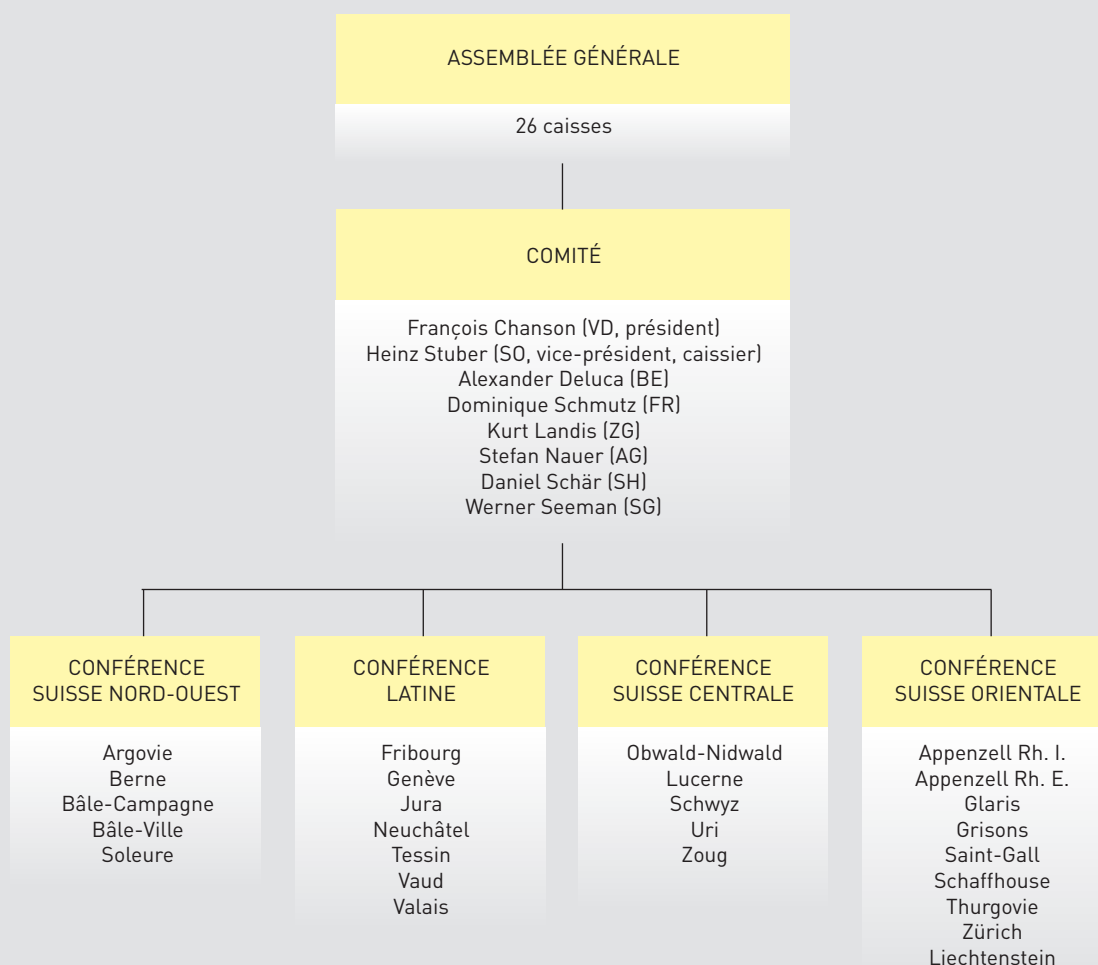 ASSEMBLÉE GÉNÉRALE
26 caisses
COMITÉ
François Chanson (VD, président)
Heinz Stuber (SO, vice-président, caissier)
Alexander Deluca (BE)
Dominique Schmutz (FR)
Kurt Landis (ZG)
Stefan Nauer (AG)
Daniel Schär (SH)
Werner Seeman (SG)
CONFÉRENCE
SUISSE NORD-OUEST
Argovie
Berne
Bâle-Campagne
Bâle-Ville
Soleure
CONFÉRENCE
LATINE
Fribourg
Genève
Jura
Neuchâtel
Tessin
Vaud
Valais
CONFÉRENCE
SUISSE CENTRALE
Obwald-Nidwald
Lucerne
Schwyz
Uri
Zoug
CONFÉRENCE
SUISSE ORIENTALE
Appenzell Rh. I.
Appenzell Rh. E.
Glaris
Grisons
Saint-Gall
Schaffhouse
Thurgovie
Zürich
Liechtenstein